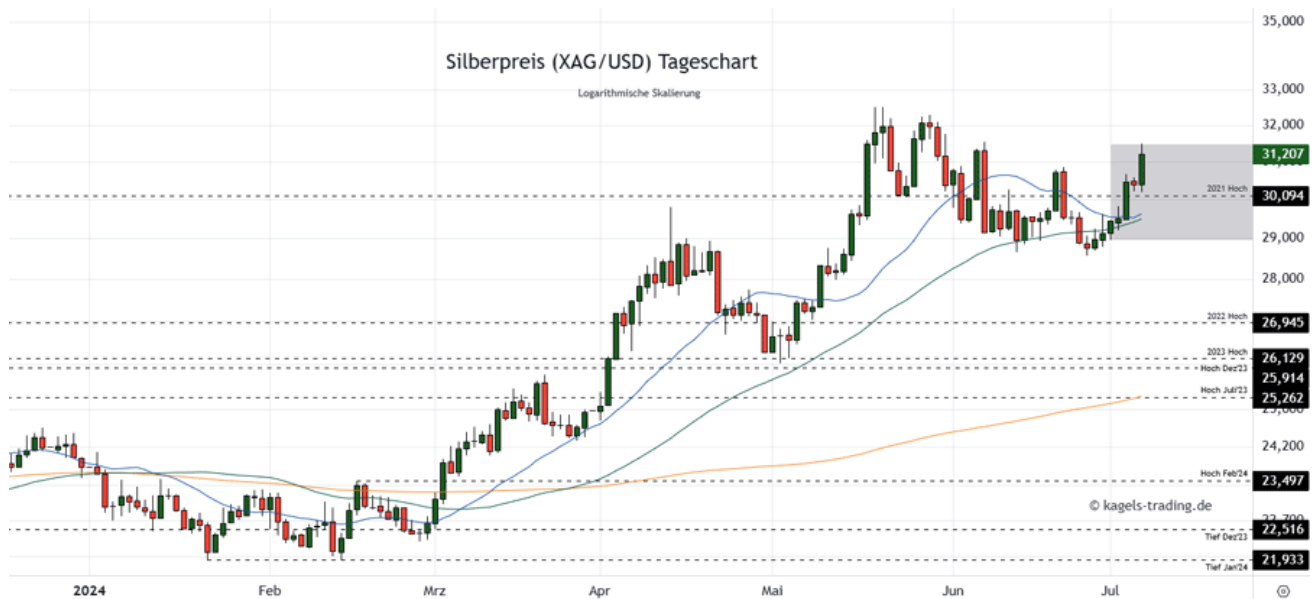 35,000
Silberpreis (XAG/USD) Tageschart
Logarithmische Skalierung
33,000
32,000
31,207
2021 Hoch
30,094
29,000
28,000
2022 Hoch
26,945
2023 Hoch
26,129
Hoch Dez'23
25,914
Hoch Juli'23
25,262
24,200
Hoch Feb'24
23,497
© kagels-trading.de
22,516
Tief Dez'23
21,933
Tief Jan'24
2024 Feb Mrz Apr Mai Jun Jul